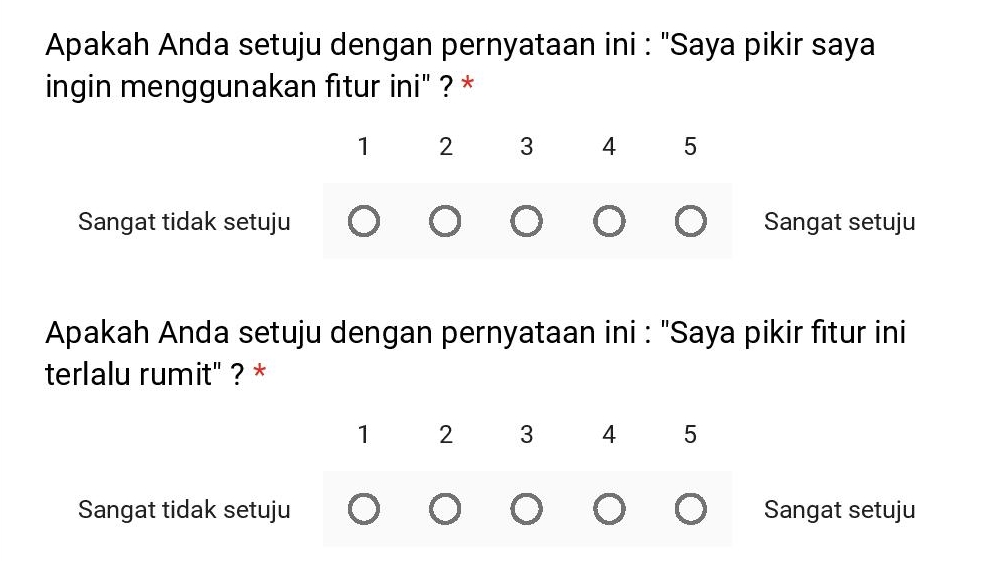 Apakah Anda setuju dengan pernyataan ini : "Saya pikir saya
ingin menggunakan fitur ini" ? *
1 2 3 4 5
Sangat tidak setuju Sangat setuju
Apakah Anda setuju dengan pernyataan ini : "Saya pikir fitur ini
terlalu rumit" ? *
1 2 3 4 5
Sangat tidak setuju Sangat setuju